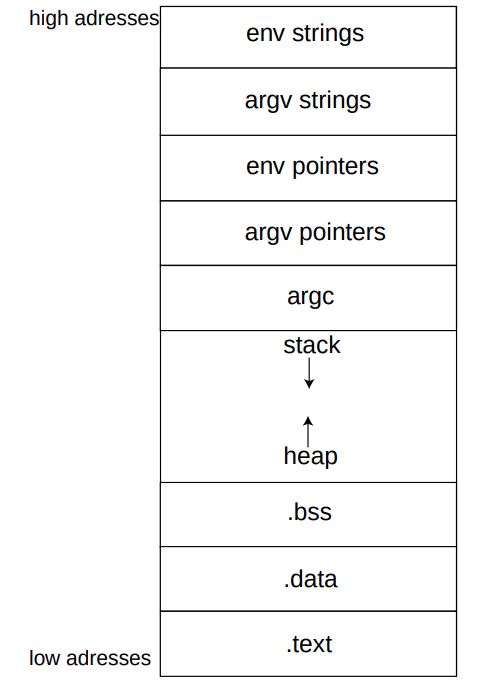 high adresses
env strings
argv strings
env pointers
argv pointers
argc
stack
heap
.bss
.data
.text
low adresses